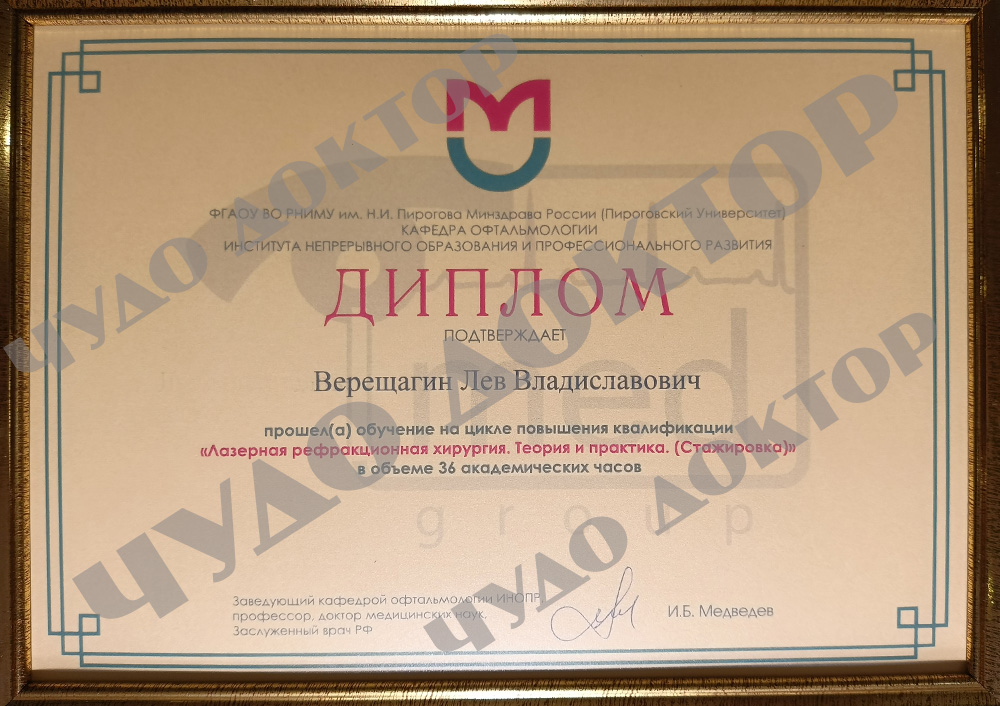 ФГАОУ ВО РНИМУ им. Н.И. Пирогова Минздрава России (Пироговский Университет)
КАФЕДРА ОФТАЛЬМОЛОГИИ
ИНСТИТУТА НЕПРЕРЫВНОГО ОБРАЗОВАНИЯ И ПРОФЕССИОНАЛЬНОГО РАЗВИТИЯ
ДИПЛОМ
ПОДТВЕРЖДАЕТ
Верещагин Лев Владиславович
прошел(а) обучение на цикле повышения квалификации
«Лазерная рефракционная хирургия. Теория и практика. (Стажировка)»
в объеме 36 академических часов
med
group
Заведующий кафедрой офтальмологии ИНОПР,
профессор, доктор медицинских наук,
Заслуженный врач РФ
И.Б. Медведев
ЧУДО ДОКТОР
ЧУДО ДОКТОР
ЧУДО ДОКТОР